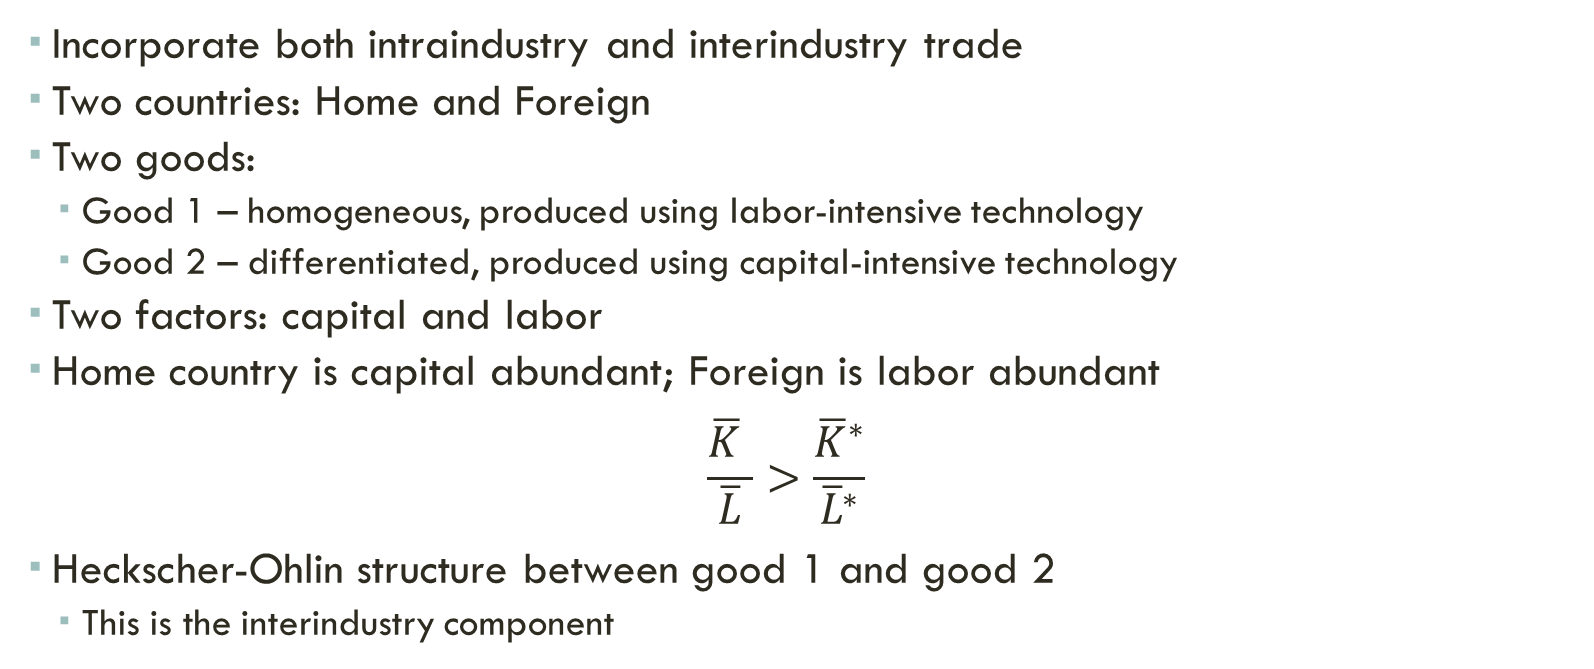 ▪ Incorporate both intraindustry and interindustry trade
▪ Two countries: Home and Foreign
▪ Two goods:
▪ Good 1 – homogeneous, produced using labor-intensive technology
▪ Good 2 – differentiated, produced using capital-intensive technology
▪ Two factors: capital and labor
▪ Home country is capital abundant; Foreign is labor abundant
K̅/L̅ > K̅*/L̅*
▪ Heckscher-Ohlin structure between good 1 and good 2
▪ This is the interindustry component